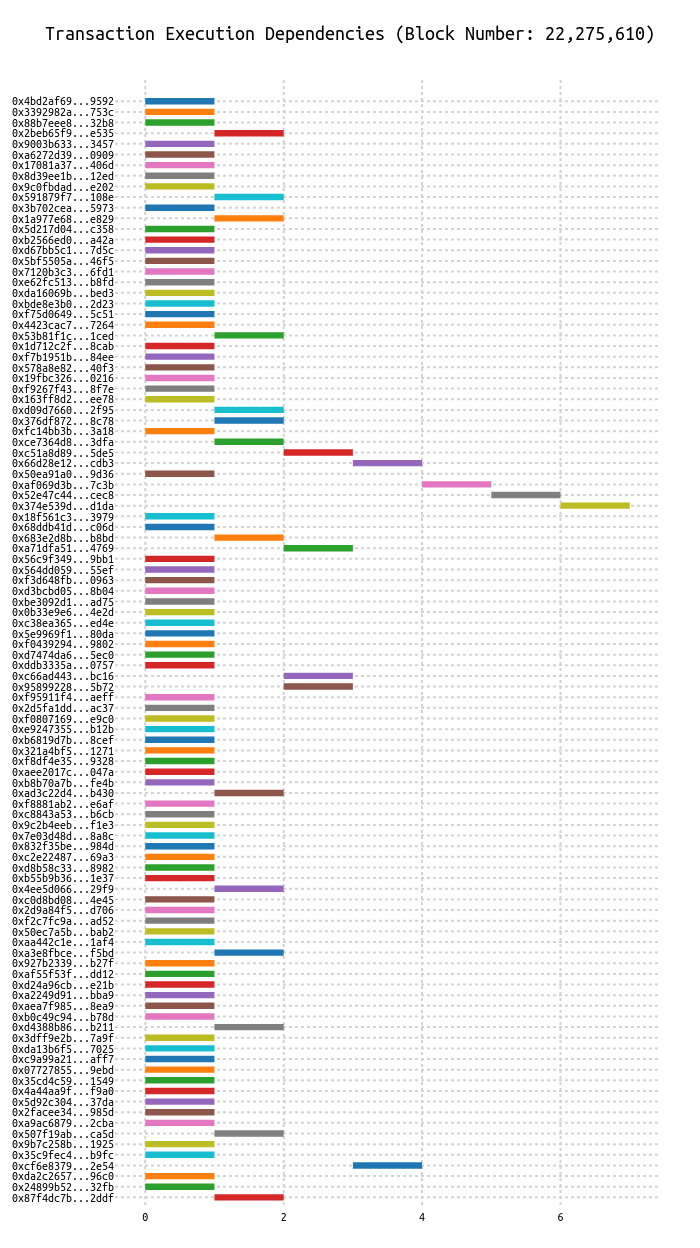 Transaction Execution Dependencies (Block Number: 22,275,610)
0x4bd2af69...9592
0x3392982a...753c
0x88b7eee8...32b8
0x2beb65f9...e535
0x9003b633...3457
0xa6272d39...0909
0x17081a37...406d
0x8d39ee1b...12ed
0x9c0fbdad...e202
0x591879f7...108e
0x3b702cea...5973
0x1a977e68...e829
0x5d217d04...c358
0xb2566ed0...a42a
0xd67bb5c1...7d5c
0x5bf5505a...46f5
0x7120b3c3...6fd1
0xe62fc513...b8fd
0xda16069b...bed3
0xbde8e3b0...2d23
0xf75d0649...5c51
0x4423cac7...7264
0x53b81f1c...1ced
0x1d712c2f...8cab
0xf7b1951b...84ee
0x578a8e82...40f3
0x19fbc326...0216
0xf9267f43...8f7e
0x163ff8d2...ee78
0xd09d7660...2f95
0x376df872...8c78
0xfc14bb3b...3a18
0xce7364d8...3dfa
0xc51a8d89...5de5
0x66d28e12...cdb3
0x50ea91a0...9d36
0xaf069d3b...7c3b
0x52e47c44...cec8
0x374e539d...d1da
0x18f561c3...3979
0x68ddb41d...c06d
0x683e2d8b...b8bd
0xa71dfa51...4769
0x56c9f349...9bb1
0x564dd059...55ef
0xf3d648fb...0963
0xd3bcbd05...8b04
0xbe3092d1...ad75
0x0b33e9e6...4e2d
0xc38ea365...ed4e
0x5e9969f1...80da
0xf0439294...9802
0xd7474da6...5ec0
0xddb3335a...0757
0xc66ad443...bc16
0x95899228...5b72
0xf95911f4...aeff
0x2d5fa1dd...ac37
0xf0807169...e9c0
0xe9247355...b12b
0xb6819d7b...8cef
0x321a4bf5...1271
0xf8df4e35...9328
0xaee2017c...047a
0xb8b70a7b...fe4b
0xad3c22d4...b430
0xf8881ab2...e6af
0xc8843a53...b6cb
0x9c2b4eeb...f1e3
0x7e03d48d...8a8c
0x832f35be...984d
0xc2e22487...69a3
0xd8b58c33...8982
0xb55b9b36...1e37
0x4ee5d066...29f9
0xc0d8bd08...4e45
0x2d9a84f5...d706
0xf2c7fc9a...ad52
0x50ec7a5b...bab2
0xaa442c1e...1af4
0xa3e8fbce...f5bd
0x927b2339...b27f
0xaf55f53f...dd12
0xd24a96cb...e21b
0xa2249d91...bba9
0xaea7f985...8ea9
0xb0c49c94...b78d
0xd4388b86...b211
0x3dff9e2b...7a9f
0xda13b6f5...7025
0xc9a99a21...aff7
0x07727855...9ebd
0x35cd4c59...1549
0x4a44aa9f...f9a0
0x5d92c304...37da
0x2facee34...985d
0xa9ac6879...2cba
0x507f19ab...ca5d
0x9b7c258b...1925
0x35c9fec4...b9fc
0xcf6e8379...2e54
0xda2c2657...96c0
0x24899b52...32fb
0x87f4dc7b...2ddf
0 2 4 6